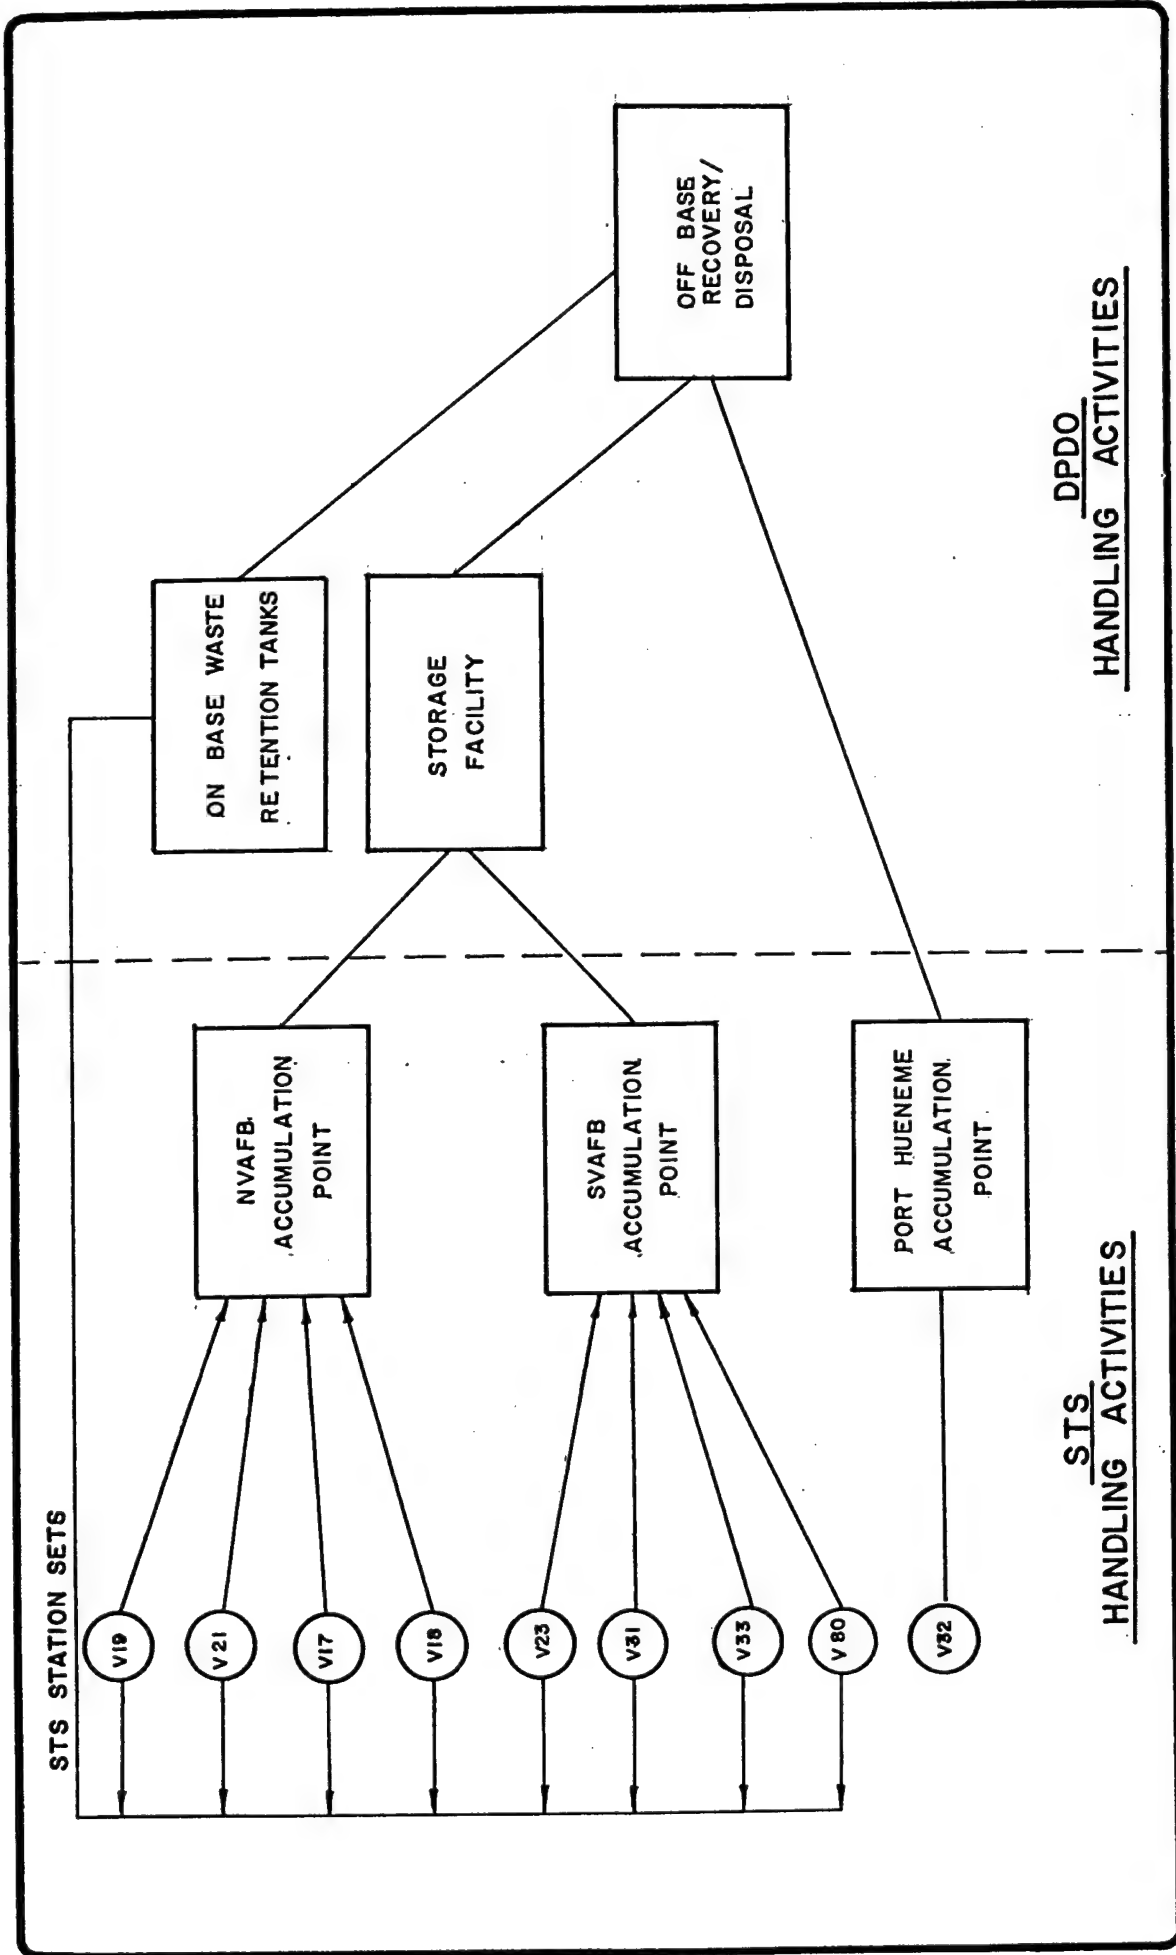 STS STATION SETS
V19
V21
V17
V18
V23
V31
V33
V80
V32
NVAFB
ACCUMULATION
POINT
SVAFB
ACCUMULATION
POINT
PORT HUENEME
ACCUMULATION
POINT
ON BASE WASTE
RETENTION TANKS
STORAGE
FACILITY
OFF BASE
RECOVERY/
DISPOSAL
STS
HANDLING ACTIVITIES
DPDO
HANDLING ACTIVITIES